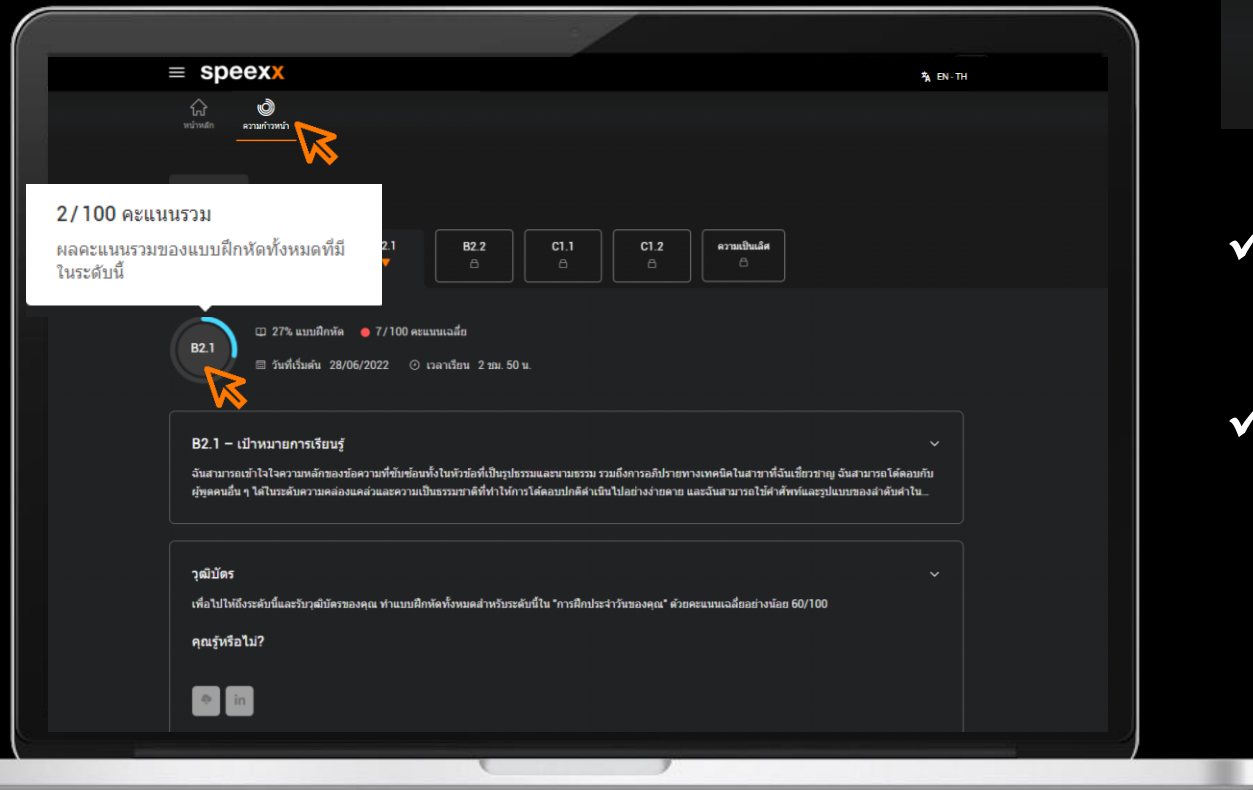 speexx
EN - TH
หน้าหลัก
ความก้าวหน้า
2/100 คะแนนรวม
ผลคะแนนรวมของแบบฝึกหัดทั้งหมดที่มี
ในระดับนี้
2.1
B2.2
C1.1
C1.2
ความเป็นเลิศ
B2.1
27% แบบฝึกหัด
7/100 คะแนนเฉลี่ย
วันที่เริ่มต้น 28/06/2022
เวลาเรียน 2 ชม. 50 น.
B2.1 – เป้าหมายการเรียนรู้
ฉันสามารถเข้าใจใจความหลักของข้อความที่ซับซ้อนทั้งในหัวข้อที่เป็นรูปธรรมและนามธรรม รวมถึงการอภิปรายทางเทคนิคในสาขาที่ฉันเชี่ยวชาญ ฉันสามารถโต้ตอบกับ
ผู้พูดคนอื่น ๆ ได้ในระดับความคล่องแคล่วและความเป็นธรรมชาติที่ทำให้การโต้ตอบปกติดำเนินไปอย่างง่ายดาย และฉันสามารถใช้คำศัพท์และรูปแบบของลำดับคำใน...
วุฒิบัตร
เพื่อไปให้ถึงระดับนี้และรับวุฒิบัตรของคุณ ทำแบบฝึกหัดทั้งหมดสำหรับระดับนี้ใน "การฝึกประจำวันของคุณ" ด้วยคะแนนเฉลี่ยอย่างน้อย 60/100
คุณรู้หรือไม่?
in